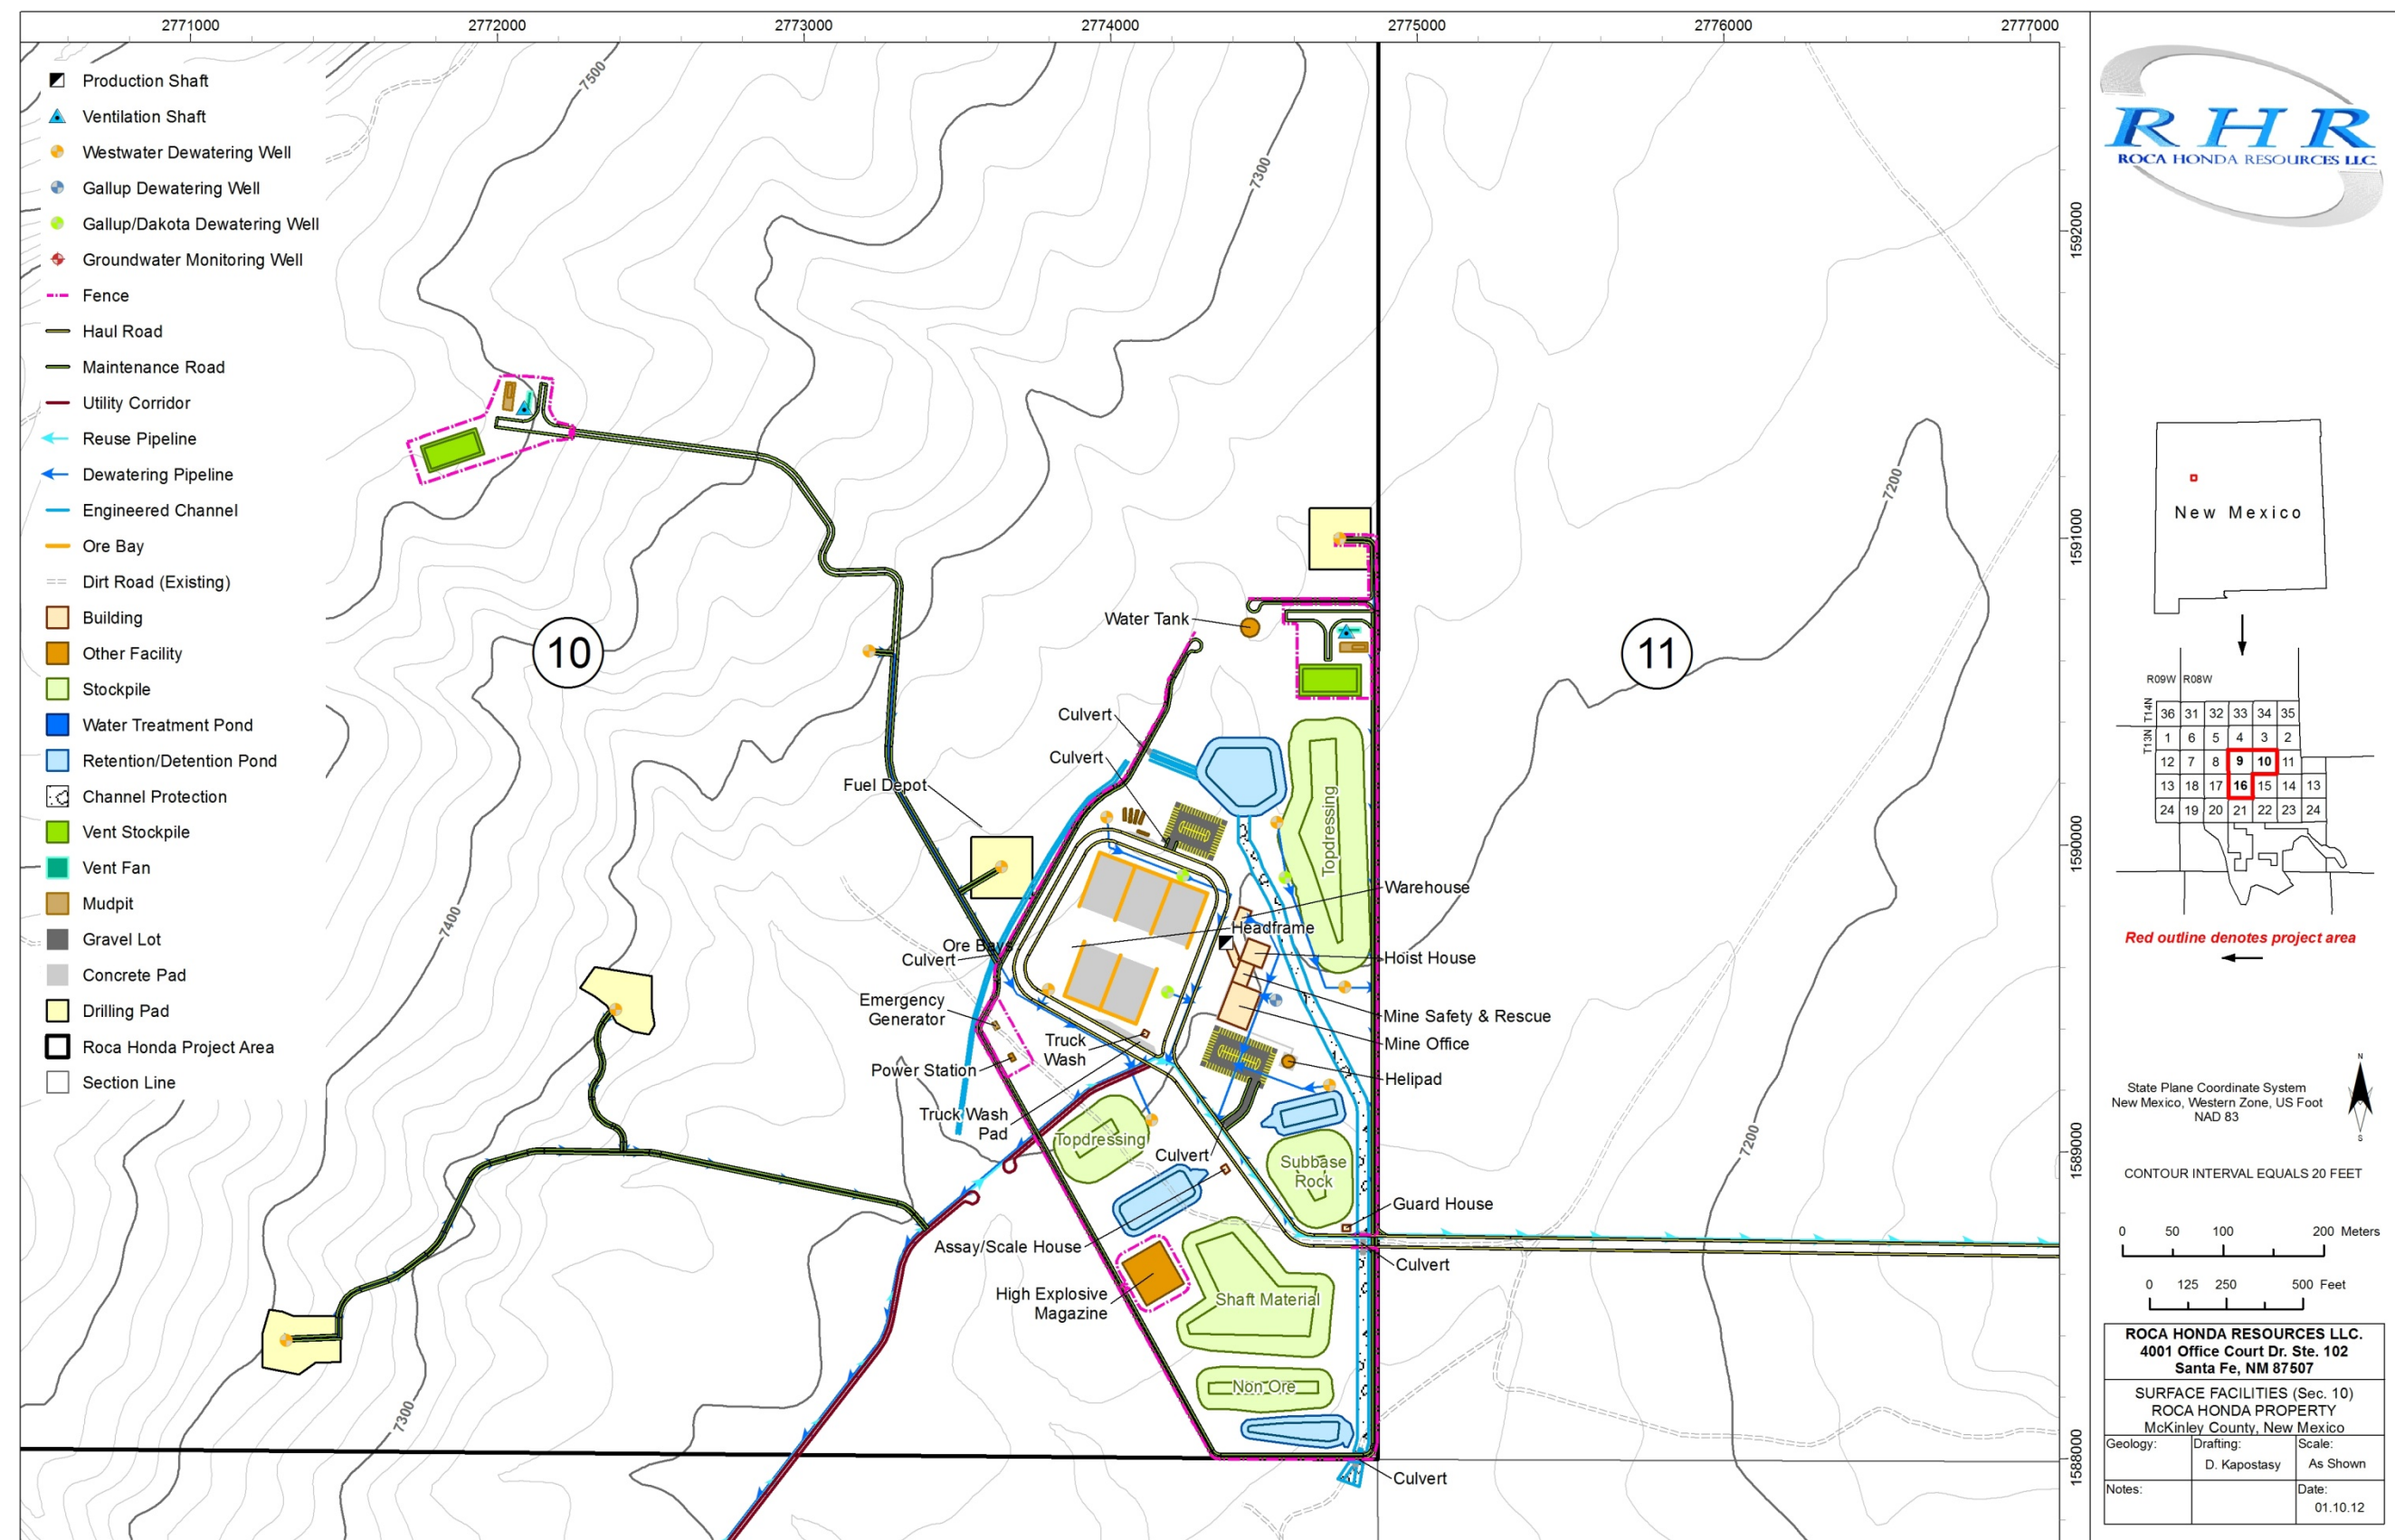 2771000
2772000
2773000
2774000
2775000
2776000
2777000
Production Shaft
Ventilation Shaft
Westwater Dewatering Well
Gallup Dewatering Well
Gallup/Dakota Dewatering Well
Groundwater Monitoring Well
Fence
Haul Road
Maintenance Road
Utility Corridor
Reuse Pipeline
Dewatering Pipeline
Engineered Channel
Ore Bay
Dirt Road (Existing)
Building
Other Facility
Stockpile
Water Treatment Pond
Retention/Detention Pond
Channel Protection
Vent Stockpile
Vent Fan
Mudpit
Gravel Lot
Concrete Pad
Drilling Pad
Roca Honda Project Area
Section Line
7500
7300
7200
7400
7200
7300
10
11
Water Tank
Culvert
Culvert
Fuel Depot
Topdressing
Warehouse
Headframe
Ore Bays
Culvert
Hoist House
Emergency
Generator
Mine Safety & Rescue
Truck
Wash
Mine Office
Power Station
Helipad
Truck Wash
Pad
Topdressing
Culvert
Subbase
Rock
Guard House
Assay/Scale House
Culvert
High Explosive
Magazine
Shaft Material
Non Ore
Culvert
1592000
1591000
1590000
1589000
1588000
RHR
ROCA HONDA RESOURCES LLC.
New Mexico
R09W R08W
T14N
T13N
36 31 32 33 34 35
1 6 5 4 3 2
12 7 8 9 10 11
13 18 17 16 15 14 13
24 19 20 21 22 23 24
Red outline denotes project area
N
S
State Plane Coordinate System
New Mexico, Western Zone, US Foot
NAD 83
CONTOUR INTERVAL EQUALS 20 FEET
0 50 100 200 Meters
0 125 250 500 Feet
ROCA HONDA RESOURCES LLC.
4001 Office Court Dr. Ste. 102
Santa Fe, NM 87507
SURFACE FACILITIES (Sec. 10)
ROCA HONDA PROPERTY
McKinley County, New Mexico
Geology:
Drafting:
D. Kapostasy
Scale:
As Shown
Notes:
Date:
01.10.12